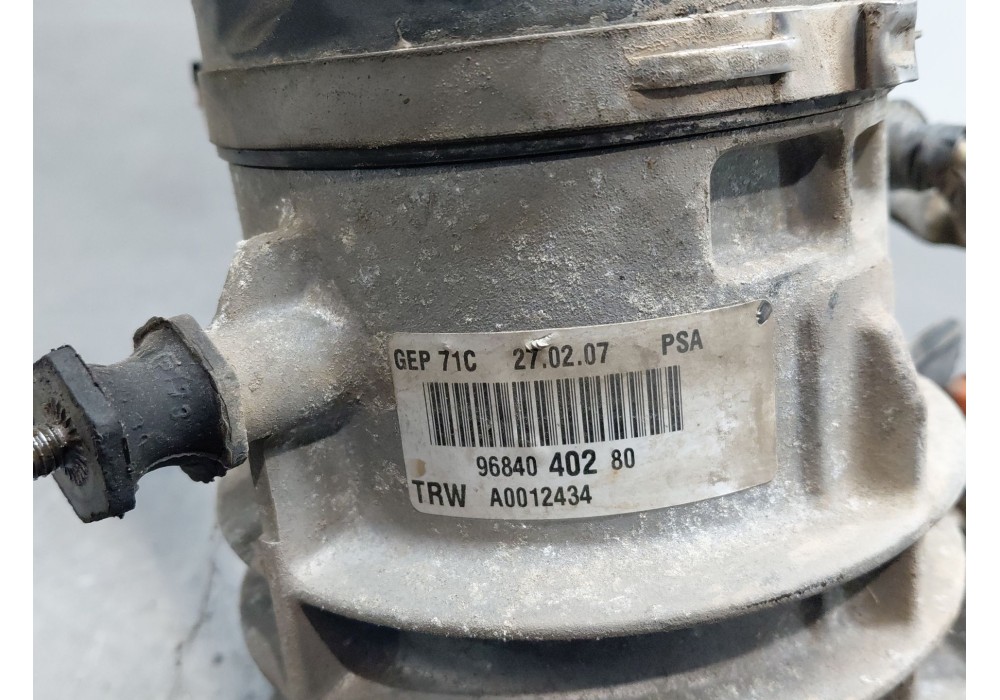 GEP 71C 27.02.07 PSA
96840 402 80
TRW A0012434